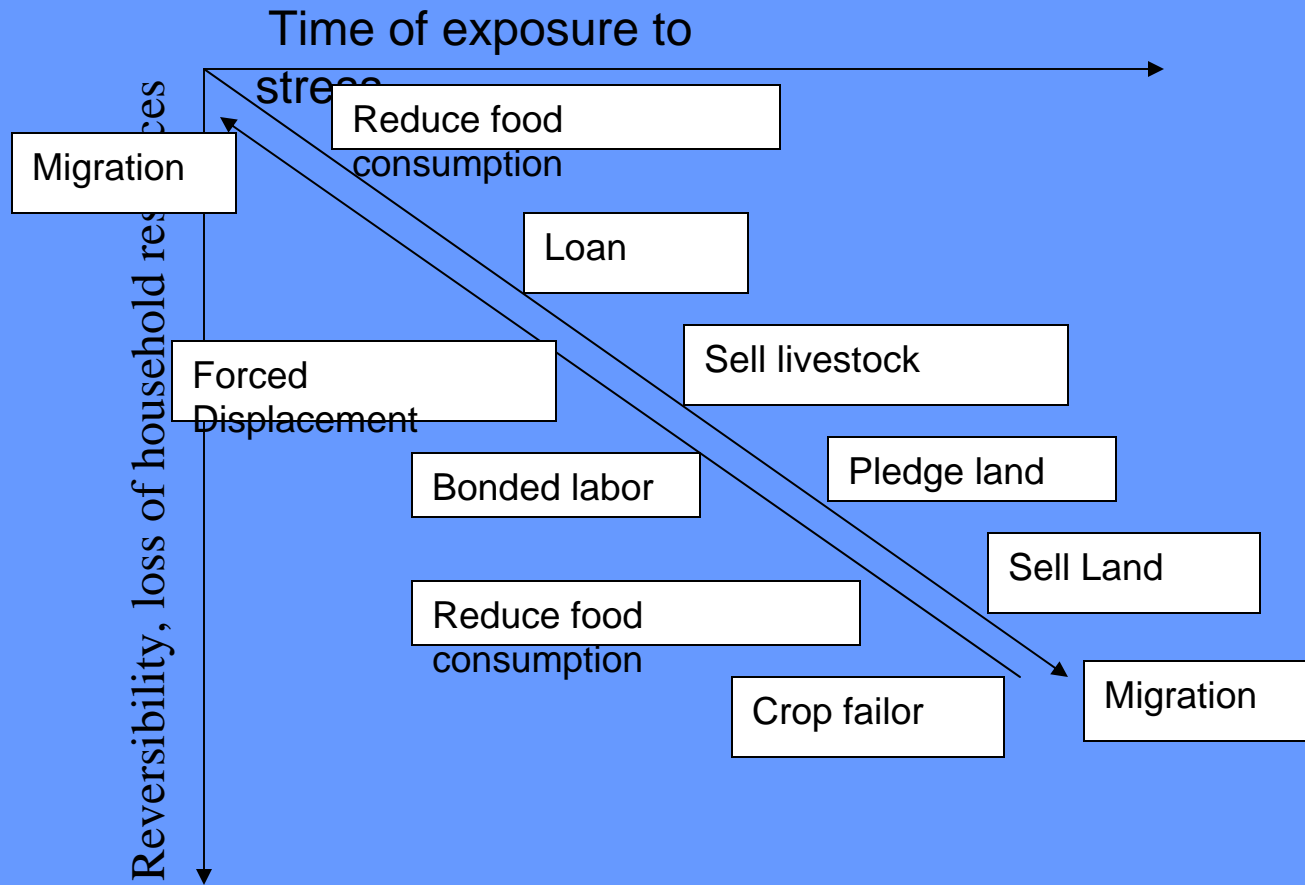 Time of exposure to
stress
Reduce food
consumption
Migration
Loan
Sell livestock
Forced
Displacement
Pledge land
Bonded labor
Sell Land
Reduce food
consumption
Migration
Crop failor
Reversibility, loss of household resources